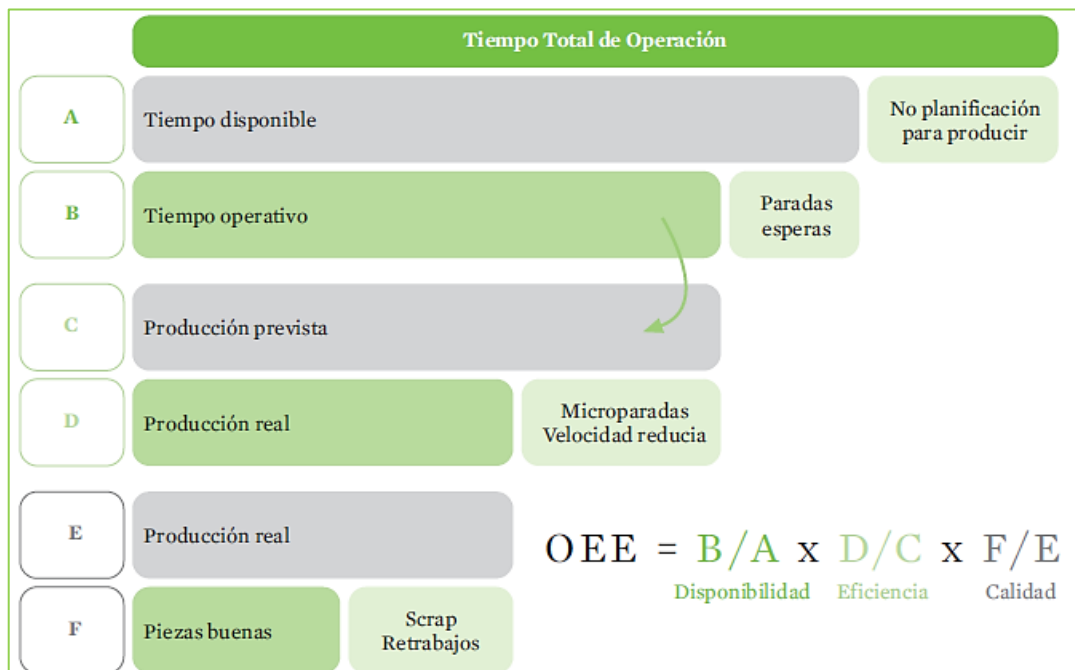 Tiempo Total de Operación
A
Tiempo disponible
No planificación
para producir
B
Tiempo operativo
Paradas
esperas
C
Producción prevista
D
Producción real
Microparadas
Velocidad reducia
E
Producción real
OEE = B/A x D/C x F/E
Disponibilidad Eficiencia Calidad
F
Piezas buenas
Scrap
Retrabajos